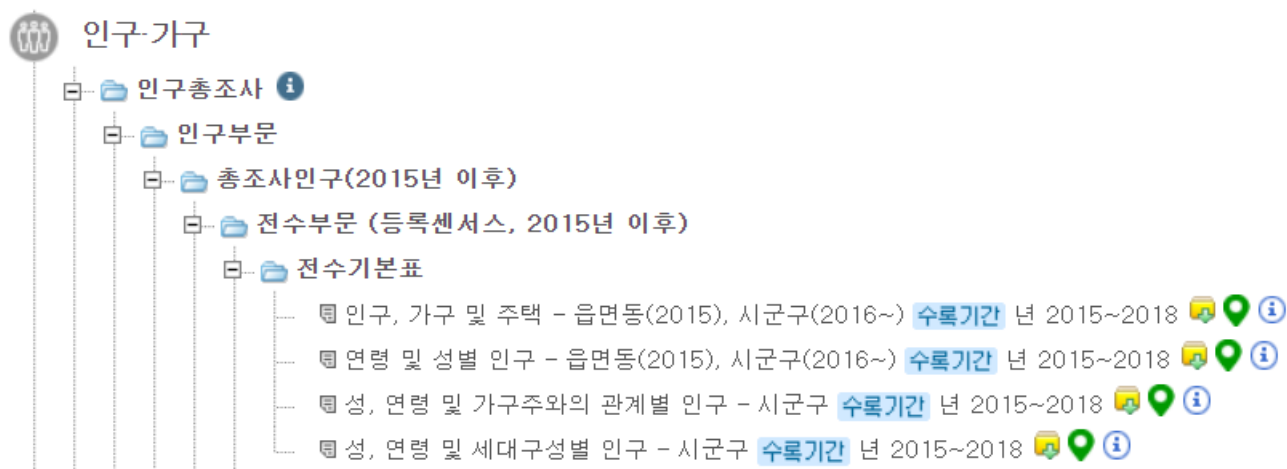 인구·가구
인구총조사
인구부문
총조사인구(2015년 이후)
전수부문 (등록센서스, 2015년 이후)
전수기본표
인구, 가구 및 주택 - 읍면동(2015), 시군구(2016~) 수록기간 년 2015~2018
연령 및 성별 인구 - 읍면동(2015), 시군구(2016~) 수록기간 년 2015~2018
성, 연령 및 가구주와의 관계별 인구 - 시군구 수록기간 년 2015~2018
성, 연령 및 세대구성별 인구 - 시군구 수록기간 년 2015~2018